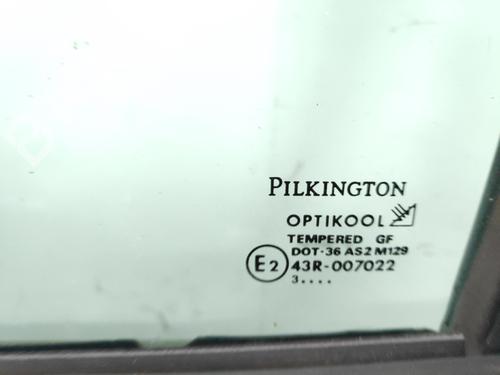 PILKINGTON
OPTIKOOL
TEMPERED GF
DOT·36 AS2 M129
E2 43R-007022
3....